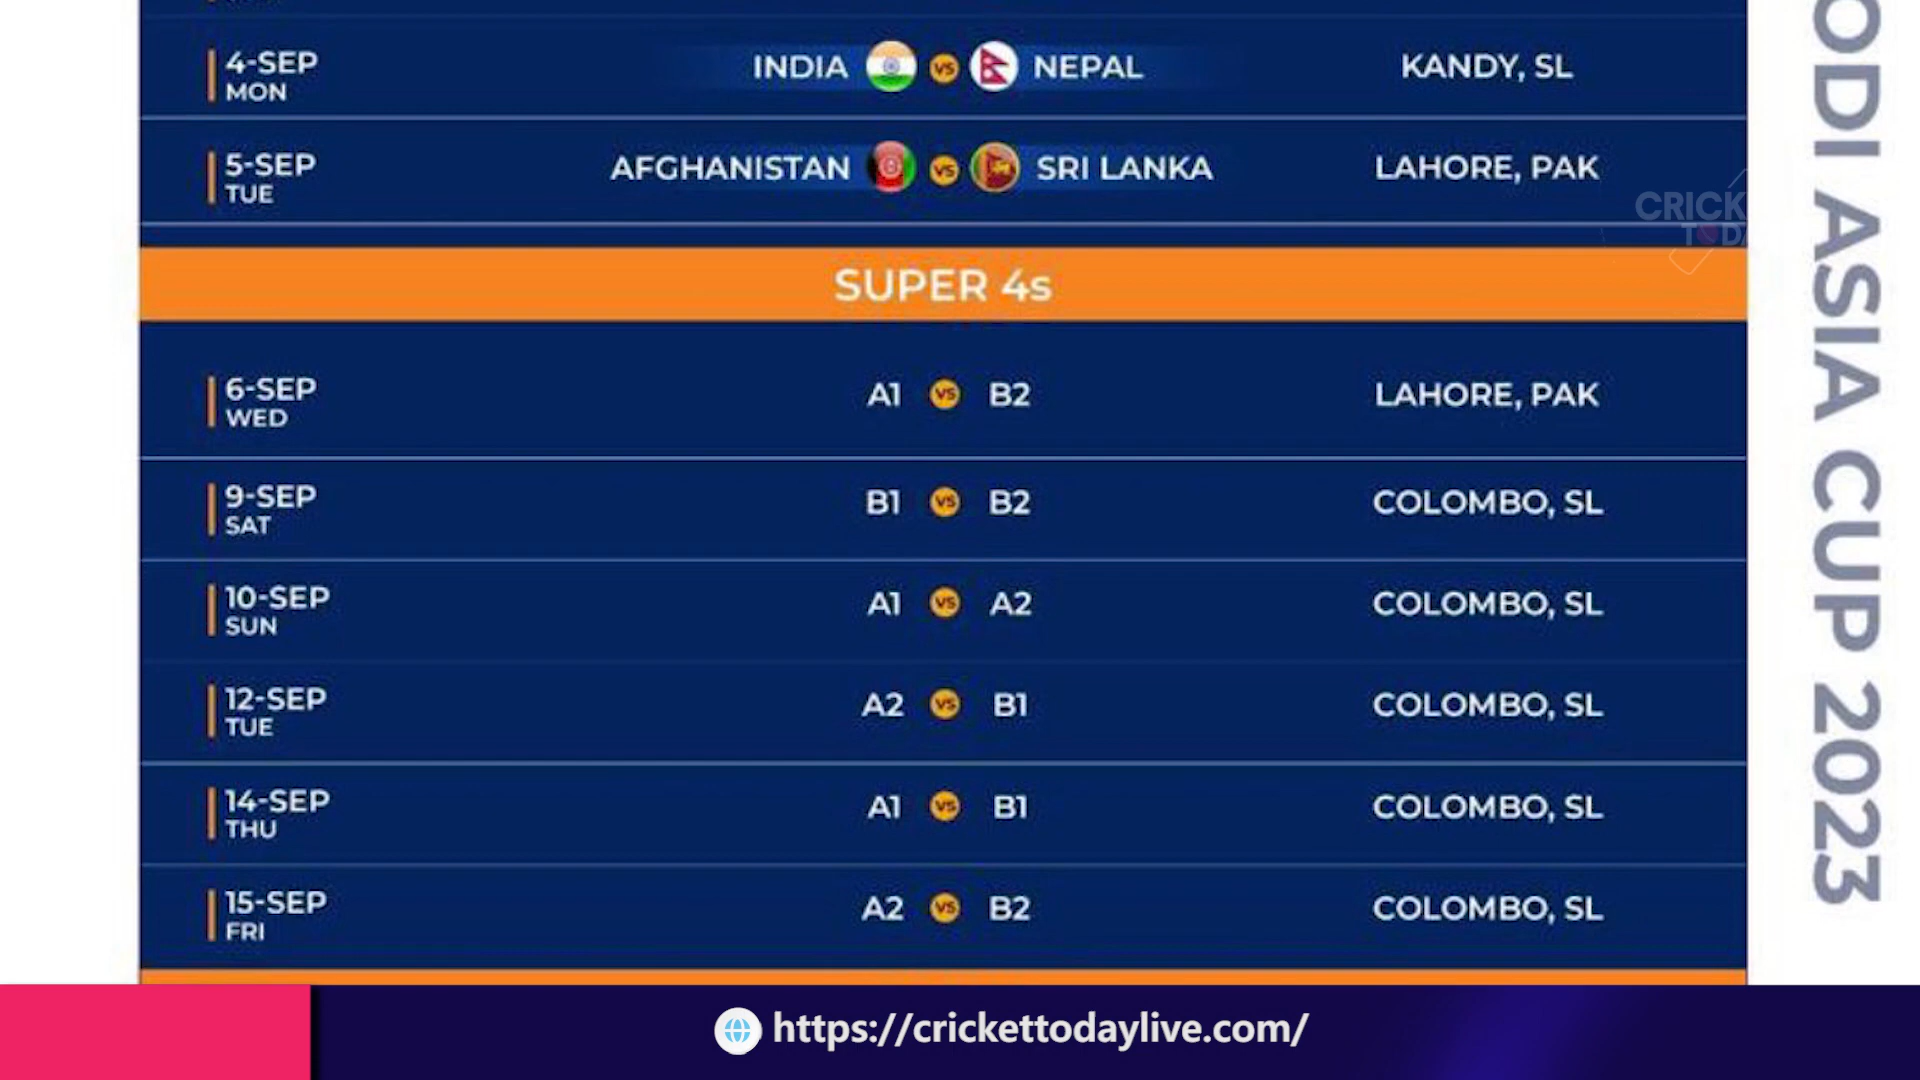 4-SEP
MON
INDIA VS NEPAL
KANDY, SL
5-SEP
TUE
AFGHANISTAN VS SRI LANKA
LAHORE, PAK
SUPER 4s
6-SEP
WED
A1 VS B2
LAHORE, PAK
9-SEP
SAT
B1 VS B2
COLOMBO, SL
10-SEP
SUN
A1 VS A2
COLOMBO, SL
12-SEP
TUE
A2 VS B1
COLOMBO, SL
14-SEP
THU
A1 VS B1
COLOMBO, SL
15-SEP
FRI
A2 VS B2
COLOMBO, SL
ODI ASIA CUP 2023
https://crickettodaylive.com/